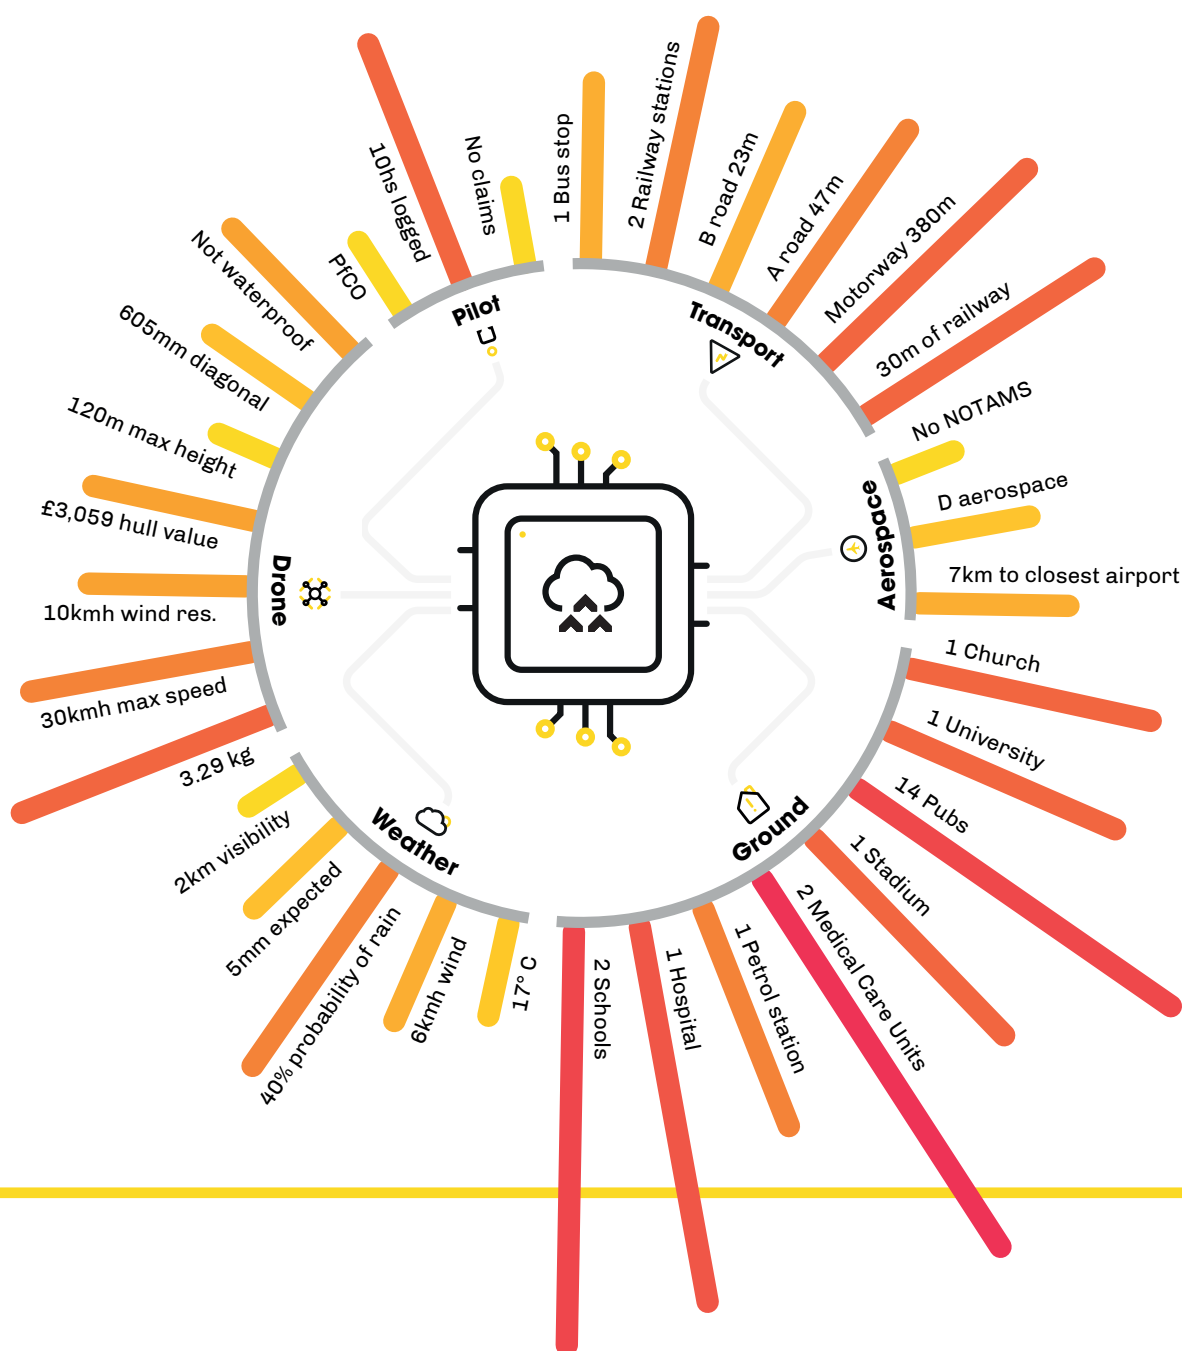 Pilot
PfCO
10hs logged
No claims
Transport
1 Bus stop
2 Railway stations
B road 23m
A road 47m
Motorway 380m
30m of railway
Aerospace
No NOTAMS
D aerospace
7km to closest airport
Ground
1 Church
1 University
14 Pubs
1 Stadium
2 Medical Care Units
1 Petrol station
1 Hospital
2 Schools
Weather
17° C
6kmh wind
40% probability of rain
5mm expected
2km visibility
Drone
3.29 kg
30kmh max speed
10kmh wind res.
£3,059 hull value
120m max height
605mm diagonal
Not waterproof